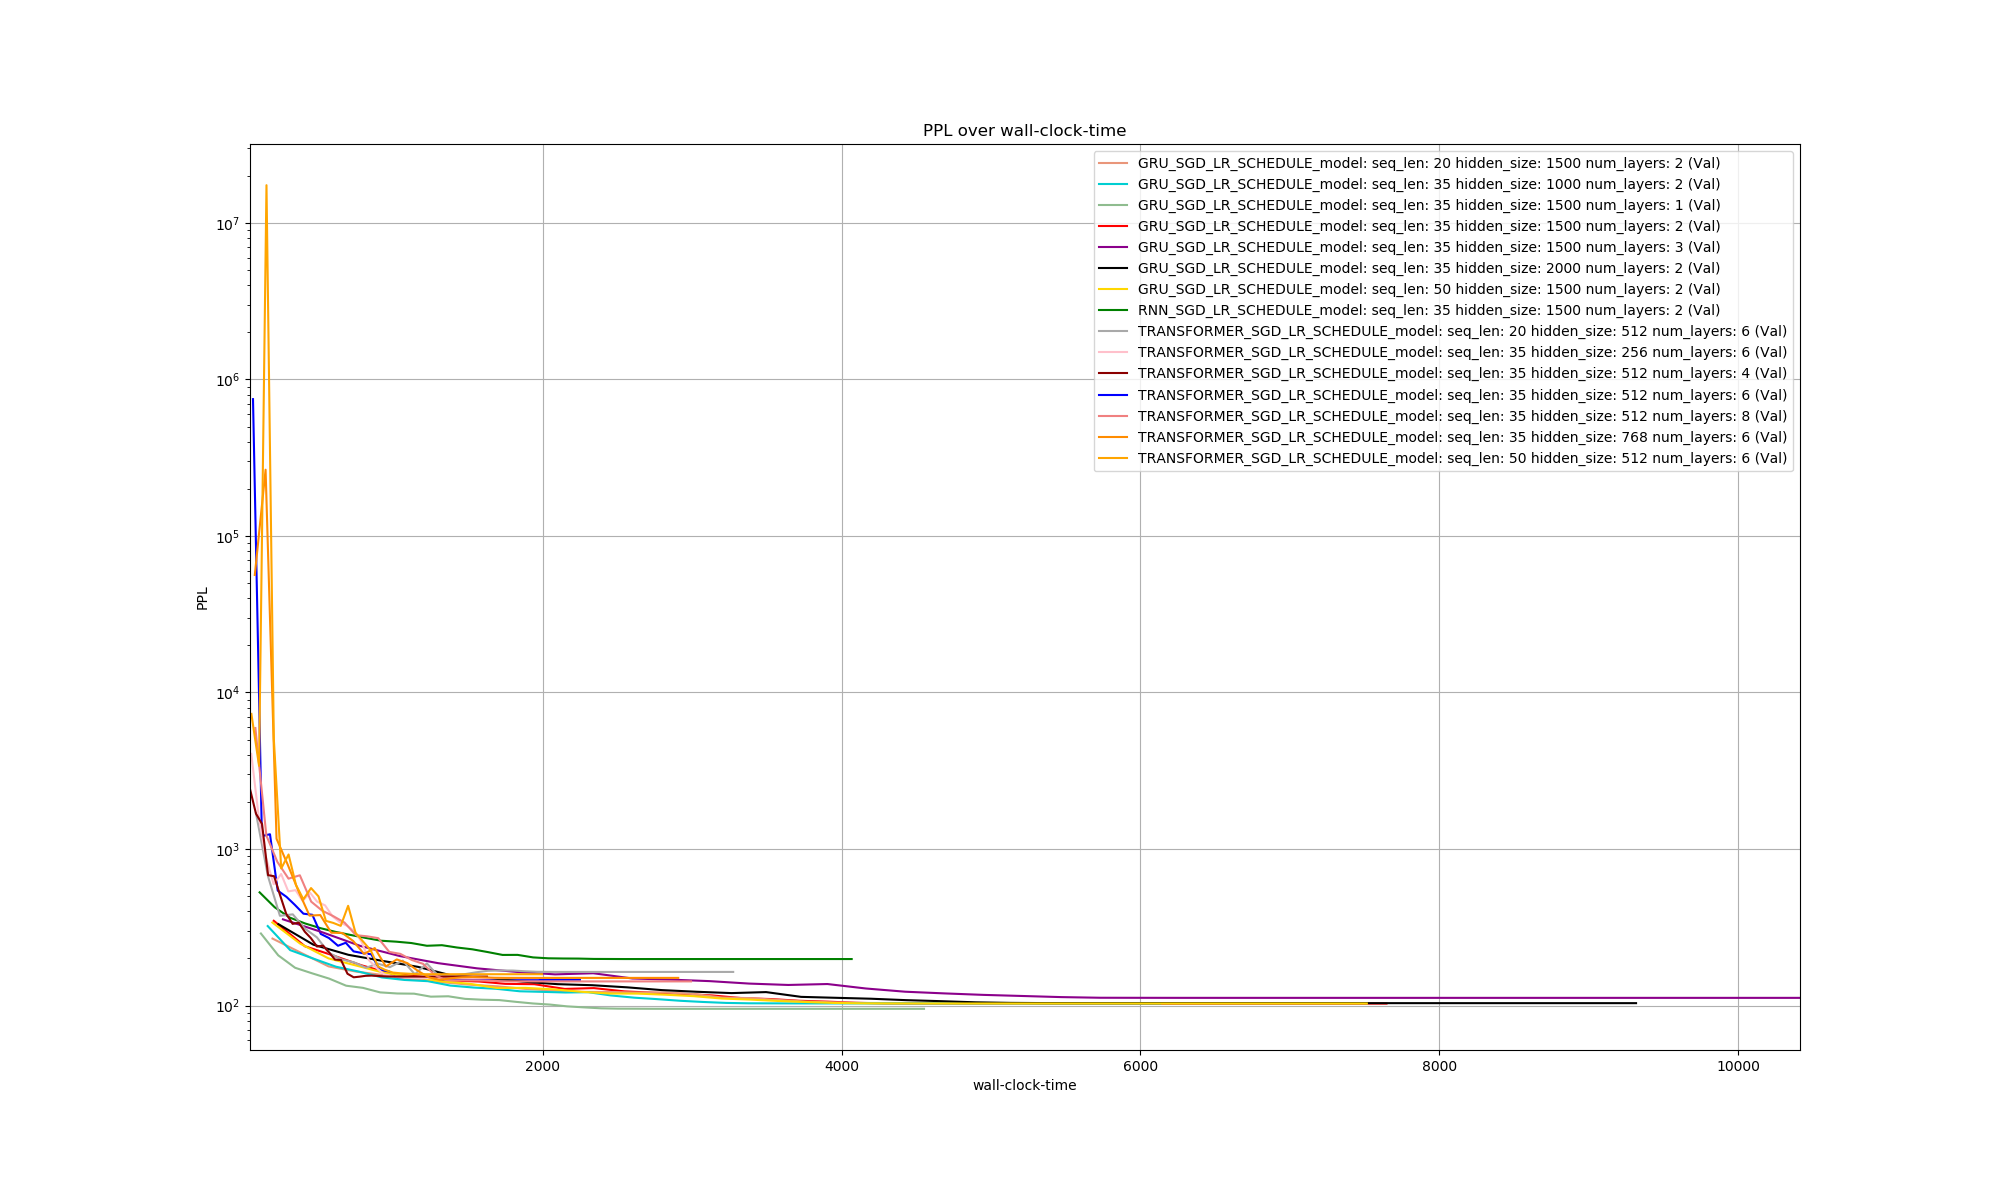 PPL over wall-clock-time
GRU_SGD_LR_SCHEDULE_model: seq_len: 20 hidden_size: 1500 num_layers: 2 (Val)
GRU_SGD_LR_SCHEDULE_model: seq_len: 35 hidden_size: 1000 num_layers: 2 (Val)
GRU_SGD_LR_SCHEDULE_model: seq_len: 35 hidden_size: 1500 num_layers: 1 (Val)
GRU_SGD_LR_SCHEDULE_model: seq_len: 35 hidden_size: 1500 num_layers: 2 (Val)
GRU_SGD_LR_SCHEDULE_model: seq_len: 35 hidden_size: 1500 num_layers: 3 (Val)
GRU_SGD_LR_SCHEDULE_model: seq_len: 35 hidden_size: 2000 num_layers: 2 (Val)
GRU_SGD_LR_SCHEDULE_model: seq_len: 50 hidden_size: 1500 num_layers: 2 (Val)
RNN_SGD_LR_SCHEDULE_model: seq_len: 35 hidden_size: 1500 num_layers: 2 (Val)
TRANSFORMER_SGD_LR_SCHEDULE_model: seq_len: 20 hidden_size: 512 num_layers: 6 (Val)
TRANSFORMER_SGD_LR_SCHEDULE_model: seq_len: 35 hidden_size: 256 num_layers: 6 (Val)
TRANSFORMER_SGD_LR_SCHEDULE_model: seq_len: 35 hidden_size: 512 num_layers: 4 (Val)
TRANSFORMER_SGD_LR_SCHEDULE_model: seq_len: 35 hidden_size: 512 num_layers: 6 (Val)
TRANSFORMER_SGD_LR_SCHEDULE_model: seq_len: 35 hidden_size: 512 num_layers: 8 (Val)
TRANSFORMER_SGD_LR_SCHEDULE_model: seq_len: 35 hidden_size: 768 num_layers: 6 (Val)
TRANSFORMER_SGD_LR_SCHEDULE_model: seq_len: 50 hidden_size: 512 num_layers: 6 (Val)
10⁷
10⁶
10⁵
10⁴
10³
10²
PPL
2000 4000 6000 8000 10000
wall-clock-time